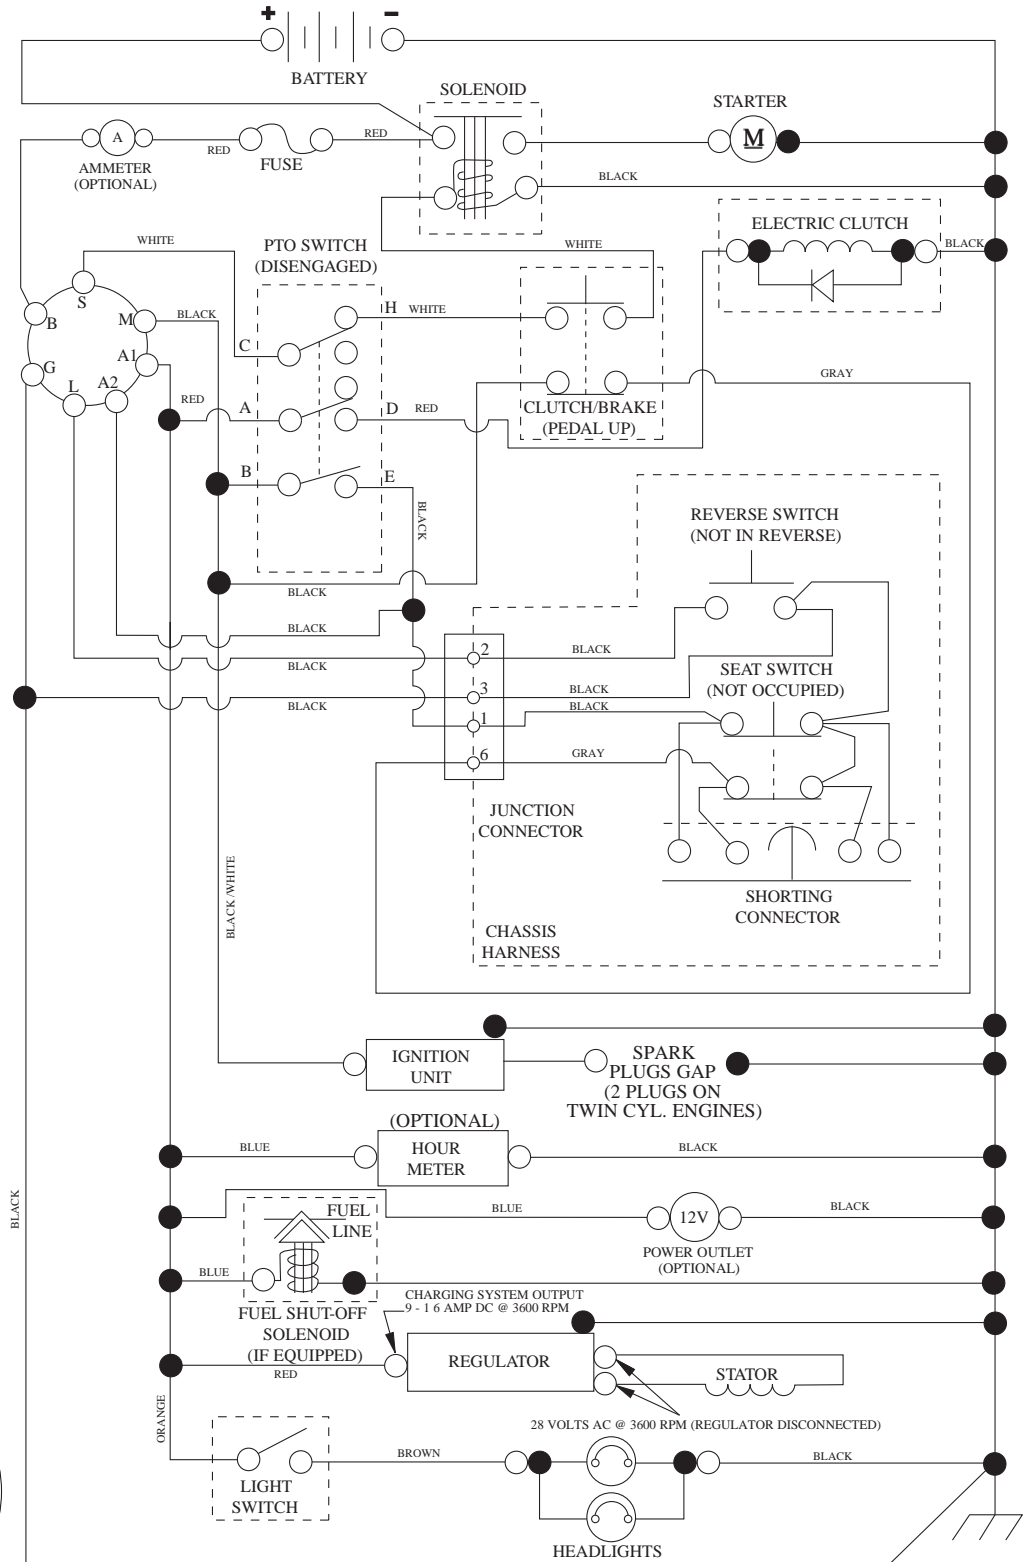 + −
BATTERY
SOLENOID
STARTER
A
RED
FUSE
RED
M
AMMETER
(OPTIONAL)
BLACK
ELECTRIC CLUTCH
WHITE
PTO SWITCH
(DISENGAGED)
WHITE
BLACK
S
B
M
BLACK
H
WHITE
C
A1
G
L
A2
RED
A
D
RED
CLUTCH/BRAKE
(PEDAL UP)
GRAY
B
E
BLACK
REVERSE SWITCH
(NOT IN REVERSE)
BLACK
BLACK
2
BLACK
BLACK
SEAT SWITCH
(NOT OCCUPIED)
3
BLACK
BLACK
BLACK
1
6
GRAY
JUNCTION
CONNECTOR
BLACK/WHITE
SHORTING
CONNECTOR
CHASSIS
HARNESS
IGNITION
UNIT
SPARK
PLUGS GAP
(2 PLUGS ON
TWIN CYL. ENGINES)
(OPTIONAL)
HOUR
METER
BLUE
BLACK
BLACK
FUEL
LINE
BLUE
12V
BLACK
POWER OUTLET
(OPTIONAL)
BLUE
FUEL SHUT-OFF
SOLENOID
(IF EQUIPPED)
CHARGING SYSTEM OUTPUT
9 - 1 6 AMP DC @ 3600 RPM
REGULATOR
RED
STATOR
ORANGE
28 VOLTS AC @ 3600 RPM (REGULATOR DISCONNECTED)
BROWN
BLACK
LIGHT
SWITCH
HEADLIGHTS